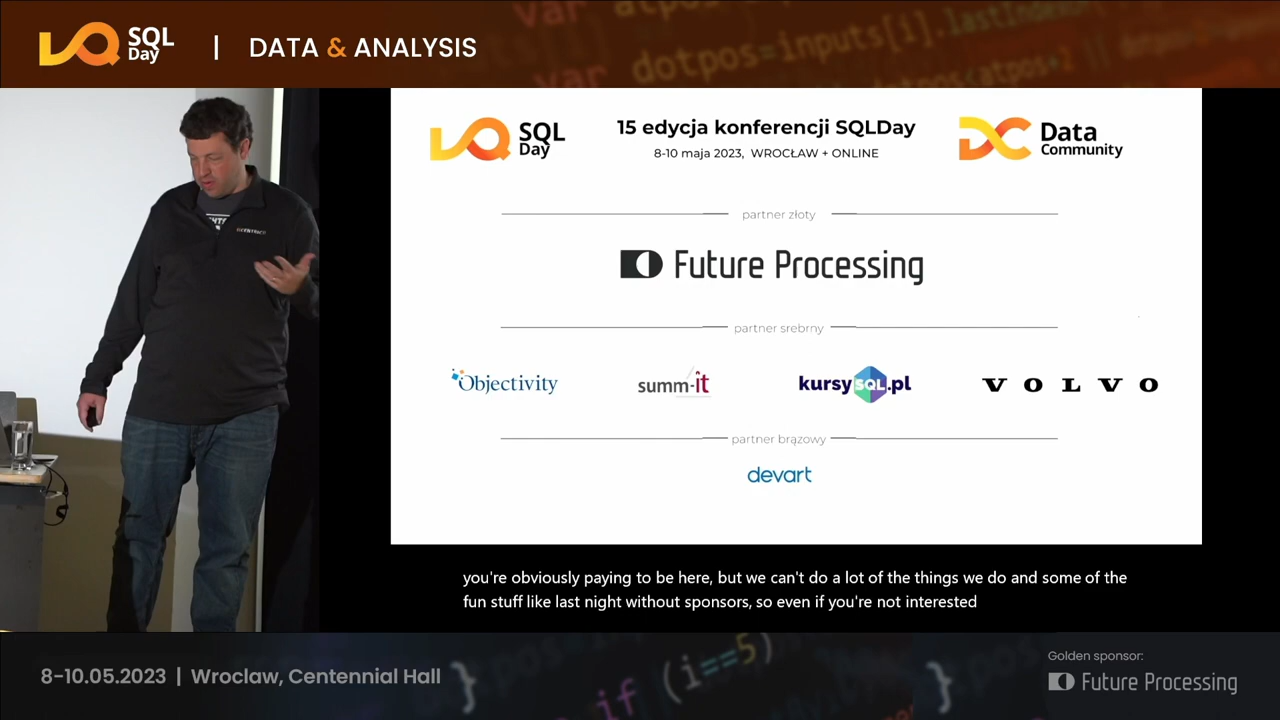 SQL
Day
| DATA & ANALYSIS
SQL
Day
15 edycja konferencji SQLDay
8-10 maja 2023, WROCŁAW + ONLINE
Data
Community
partner złoty
Future Processing
partner srebrny
Objectivity
summ-it
kursySQL.pl
VOLVO
partner brązowy
devart
you're obviously paying to be here, but we can't do a lot of the things we do and some of the
fun stuff like last night without sponsors, so even if you're not interested
8-10.05.2023 | Wroclaw, Centennial Hall
if (i==5)
Golden sponsor:
Future Processing